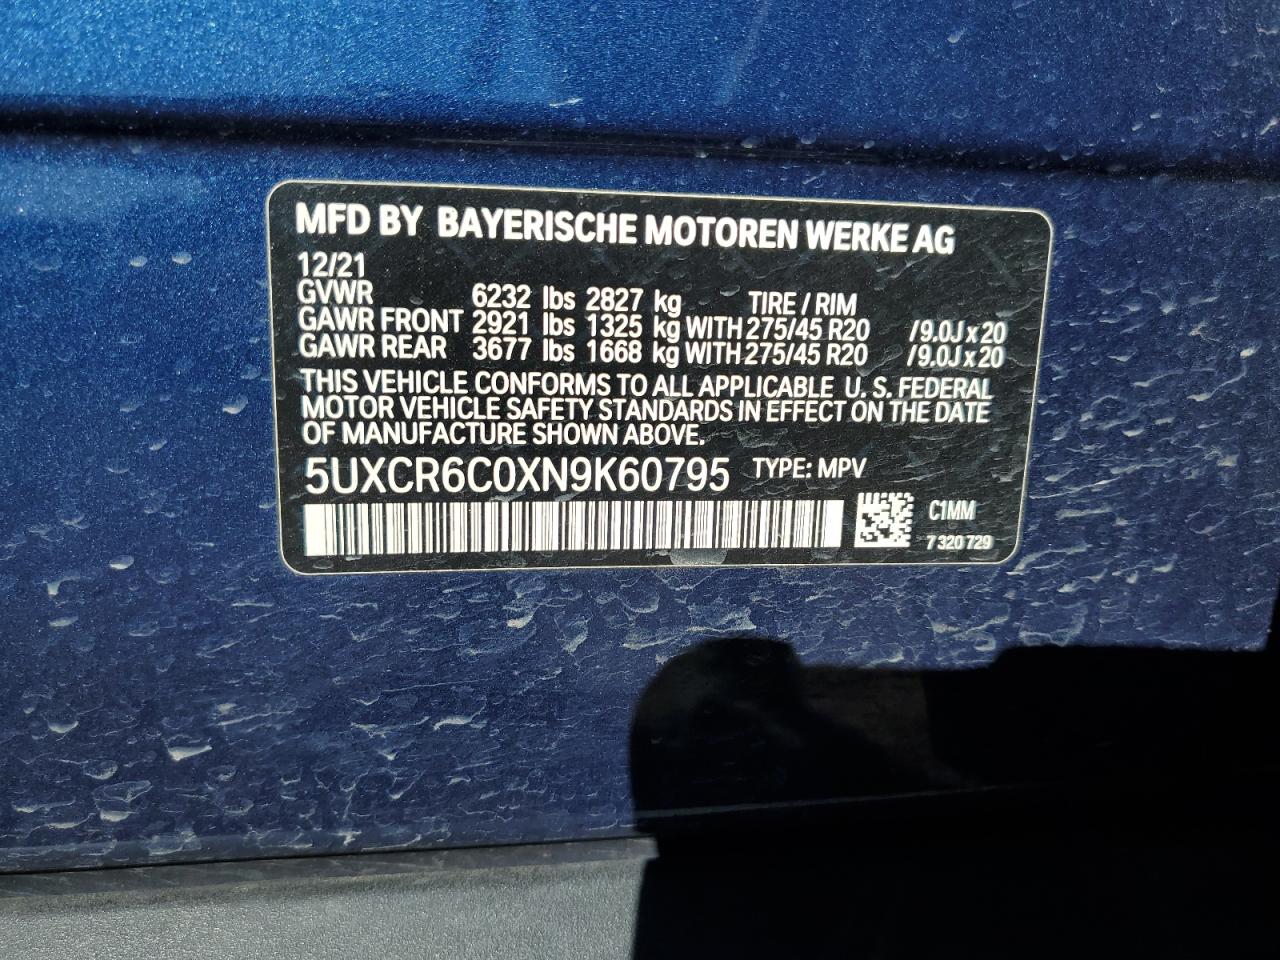 MFD BY BAYERISCHE MOTOREN WERKE AG
12/21
GVWR 6232 lbs 2827 kg TIRE / RIM
GAWR FRONT 2921 lbs 1325 kg WITH 275/45 R20 / 9.0J x 20
GAWR REAR 3677 lbs 1668 kg WITH 275/45 R20 / 9.0J x 20
THIS VEHICLE CONFORMS TO ALL APPLICABLE U. S. FEDERAL
MOTOR VEHICLE SAFETY STANDARDS IN EFFECT ON THE DATE
OF MANUFACTURE SHOWN ABOVE.
5UXCR6C0XN9K60795 TYPE: MPV
C1MM
7 320 729